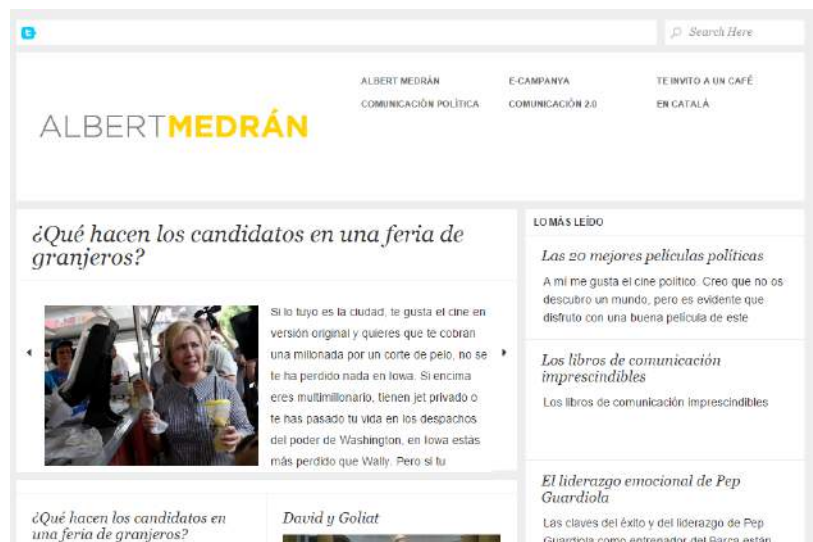 Search Here
ALBERT MEDRÁN
E-CAMPANYA
TE INVITO A UN CAFÉ
COMUNICACIÓN POLÍTICA
COMUNICACIÓN 2.0
EN CATALÁ
ALBERTMEDRÁN
¿Qué hacen los candidatos en una feria de
granjeros?
Si lo tuyo es la ciudad, te gusta el cine en
versión original y quieres que te cobran
una millonada por un corte de pelo, no se
te ha perdido nada en Iowa. Si encima
eres multimillonario, tienen jet privado o
te has pasado tu vida en los despachos
del poder de Washington, en Iowa estás
más perdido que Wally. Pero si tu
LO MÁS LEÍDO
Las 20 mejores películas políticas
A mí me gusta el cine político. Creo que no os
descubro un mundo, pero es evidente que
disfruto con una buena película de este
Los libros de comunicación
imprescindibles
Los libros de comunicación imprescindibles
El liderazgo emocional de Pep
Guardiola
Las claves del éxito y del liderazgo de Pep
Guardiola como entrenador del Barça están
¿Qué hacen los candidatos en
una feria de granjeros?
David y Goliat